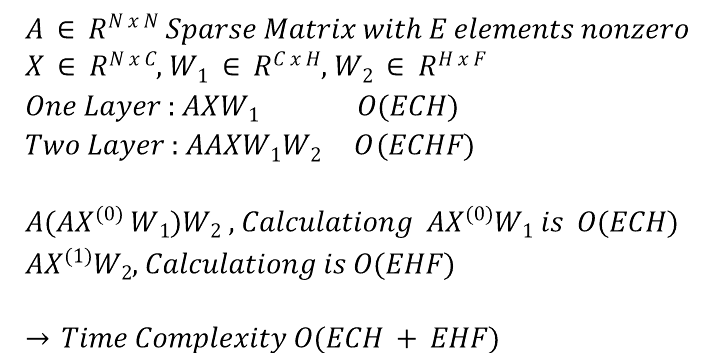 A ∈ R^{N x N} Sparse Matrix with E elements nonzero
X ∈ R^{N x C}, W_1 ∈ R^{C x H}, W_2 ∈ R^{H x F}
One Layer : AXW_1 O(ECH)
Two Layer : AAXW_1W_2 O(ECHF)
A(AX^{(0)} W_1)W_2 , Calculationg AX^{(0)}W_1 is O(ECH)
AX^{(1)}W_2, Calculationg is O(EHF)
→ Time Complexity O(ECH + EHF)